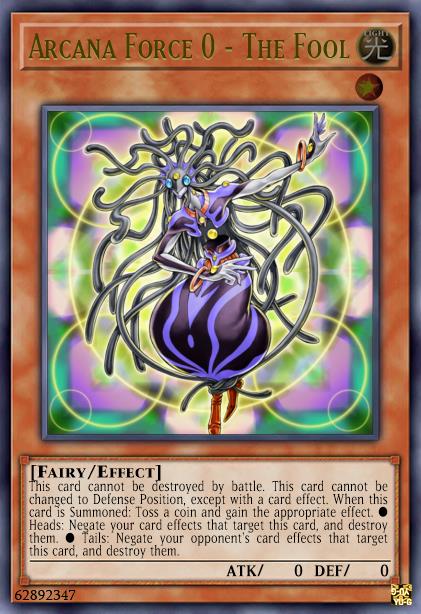 Arcana Force 0 - The Fool
LIGHT
光
[Fairy/Effect]
This card cannot be destroyed by battle. This card cannot be
changed to Defense Position, except with a card effect. When this
card is Summoned: Toss a coin and gain the appropriate effect. ●
Heads: Negate your card effects that target this card, and destroy
them. ● Tails: Negate your opponent's card effects that target
this card, and destroy them.
ATK/ 0 DEF/ 0
62892347